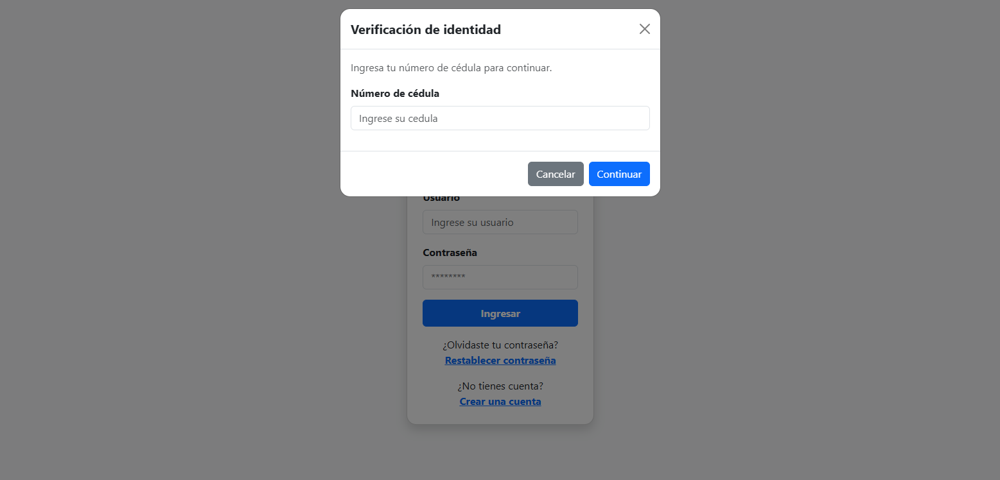 Verificación de identidad
Ingresa tu número de cédula para continuar.
Número de cédula
Ingrese su cedula
Cancelar Continuar
Usuario
Ingrese su usuario
Contraseña
********
Ingresar
¿Olvidaste tu contraseña?
Restablecer contraseña
¿No tienes cuenta?
Crear una cuenta